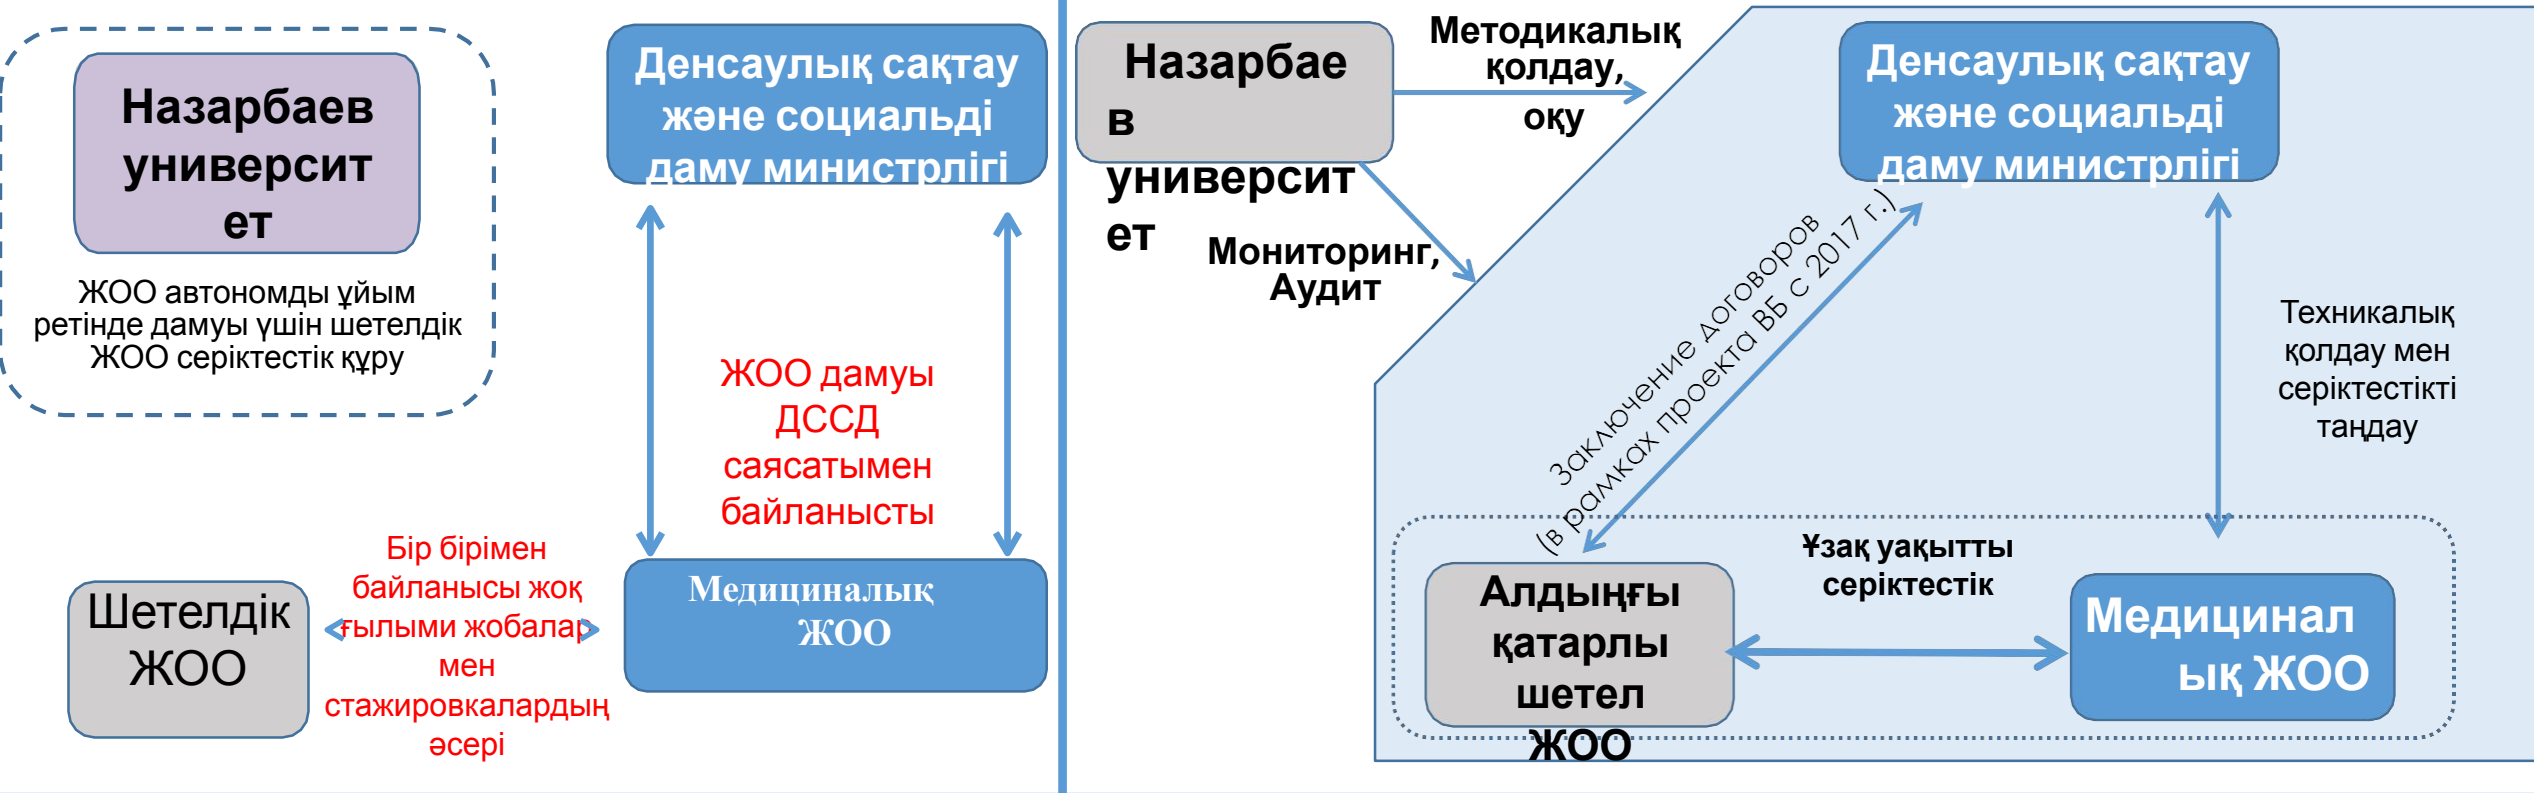 Назарбаев
университ
ет
ЖОО автономды ұйым
ретінде дамуы үшін шетелдік
ЖОО серіктестік құру
Денсаулық сақтау
және социальді
даму министрлігі
ЖОО дамуы
ДССД
саясатымен
байланысты
Шетелдік
ЖОО
Бір бірімен
байланысы жоқ
ғылыми жобалар
мен
стажировкалардың
әсері
Медициналық
ЖОО
Назарбае
в
университ
ет
Методикалық
қолдау,
оқу
Мониторинг,
Аудит
Денсаулық сақтау
және социальді
даму министрлігі
Заключение договоров
(в рамках проекта ВБ с 2017 г.)
Техникалық
қолдау мен
серіктестікті
таңдау
Ұзақ уақытты
серіктестік
Алдыңғы
қатарлы
шетел
ЖОО
Медицинал
ық ЖОО